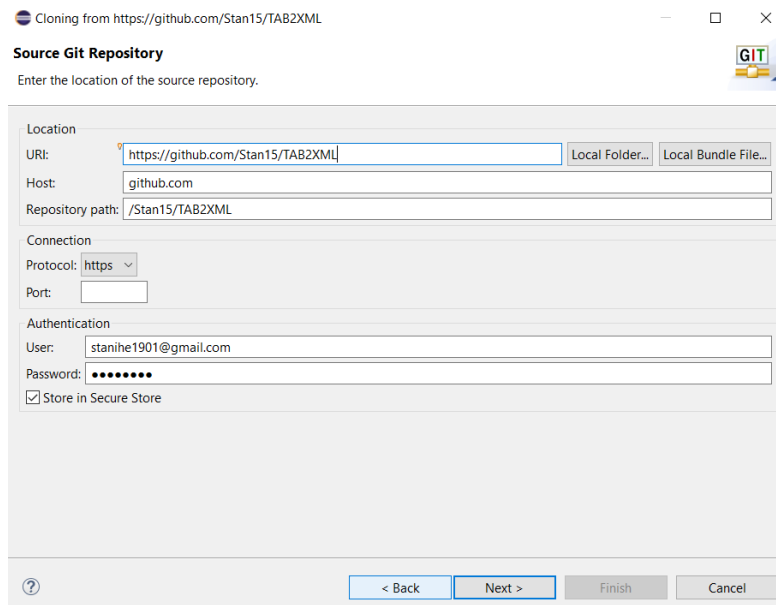 Cloning from https://github.com/Stan15/TAB2XML
Source Git Repository
GIT
Enter the location of the source repository.
Location
URI: https://github.com/Stan15/TAB2XML Local Folder... Local Bundle File...
Host: github.com
Repository path: /Stan15/TAB2XML
Connection
Protocol: https
Port:
Authentication
User: stanihe1901@gmail.com
Password: ●●●●●●●●
Store in Secure Store
? < Back Next > Finish Cancel